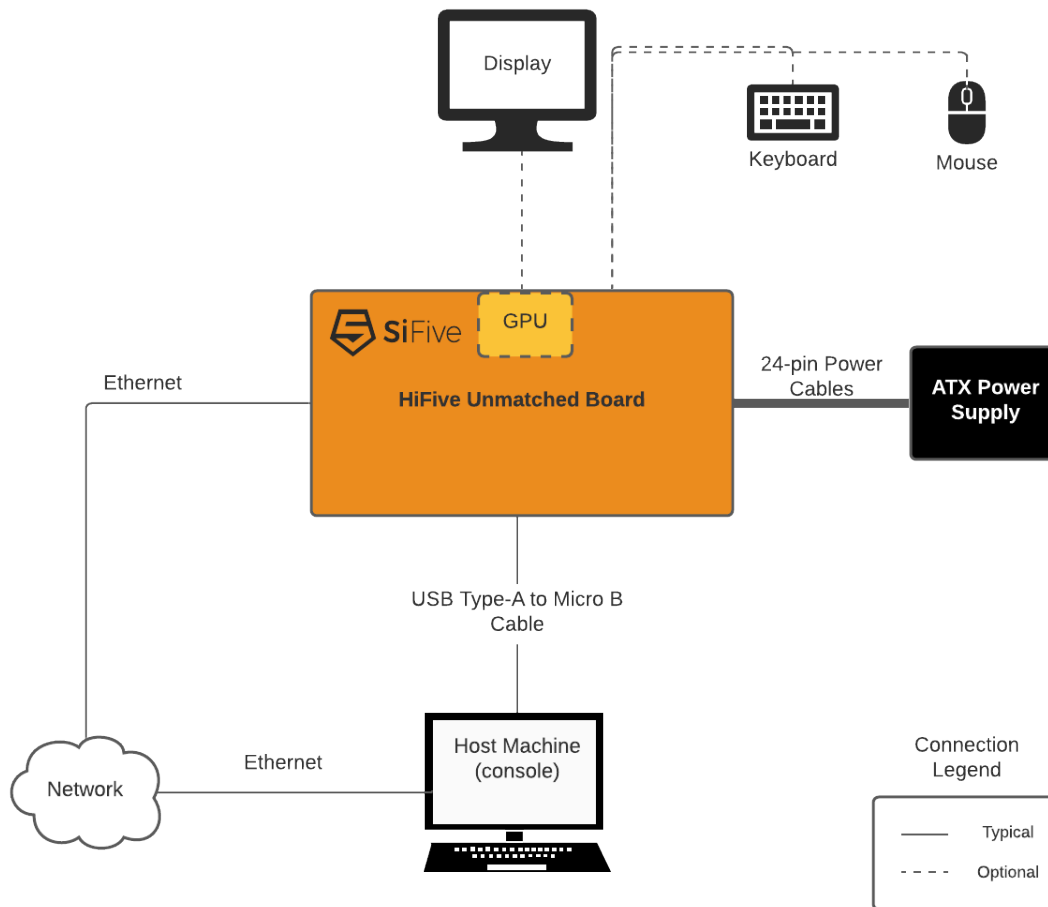 Display
Keyboard
Mouse
SiFive
GPU
HiFive Unmatched Board
24-pin Power
Cables
ATX Power
Supply
Ethernet
USB Type-A to Micro B
Cable
Host Machine
(console)
Ethernet
Network
Connection
Legend
Typical
Optional